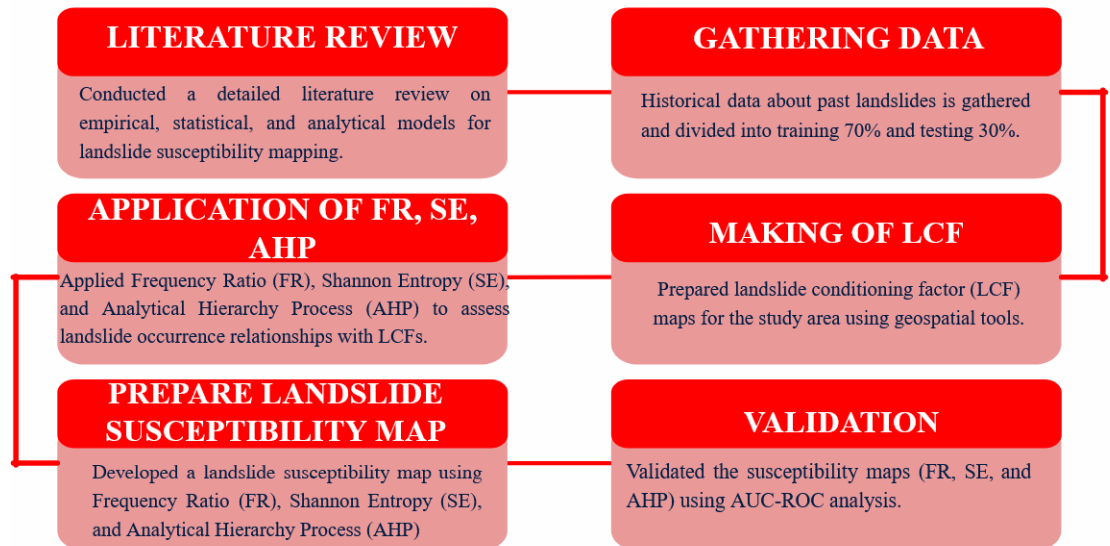 LITERATURE REVIEW
Conducted a detailed literature review on
empirical, statistical, and analytical models for
landslide susceptibility mapping.
GATHERING DATA
Historical data about past landslides is gathered
and divided into training 70% and testing 30%.
MAKING OF LCF
Prepared landslide conditioning factor (LCF)
maps for the study area using geospatial tools.
APPLICATION OF FR, SE,
AHP
Applied Frequency Ratio (FR), Shannon Entropy (SE),
and Analytical Hierarchy Process (AHP) to assess
landslide occurrence relationships with LCFs.
PREPARE LANDSLIDE
SUSCEPTIBILITY MAP
Developed a landslide susceptibility map using
Frequency Ratio (FR), Shannon Entropy (SE),
and Analytical Hierarchy Process (AHP)
VALIDATION
Validated the susceptibility maps (FR, SE, and
AHP) using AUC-ROC analysis.